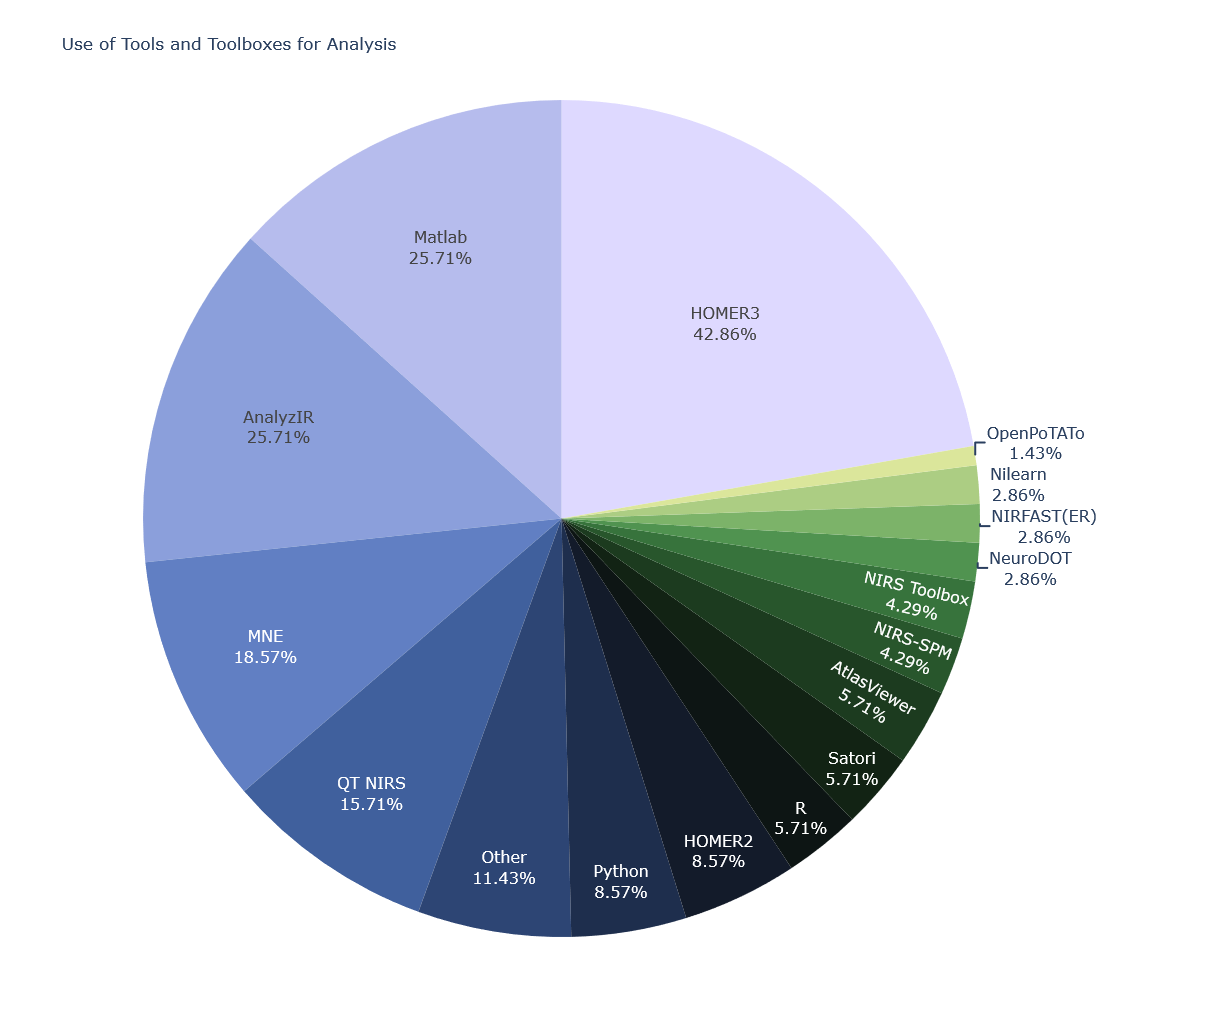 Use of Tools and Toolboxes for Analysis
Matlab
25.71%
HOMER3
42.86%
AnalyzIR
25.71%
OpenPoTATo
1.43%
Nilearn
2.86%
NIRFAST(ER)
2.86%
NeuroDOT
2.86%
NIRS Toolbox
4.29%
NIRS-SPM
4.29%
MNE
18.57%
AtlasViewer
5.71%
Satori
5.71%
QT NIRS
15.71%
R
5.71%
HOMER2
8.57%
Other
11.43%
Python
8.57%